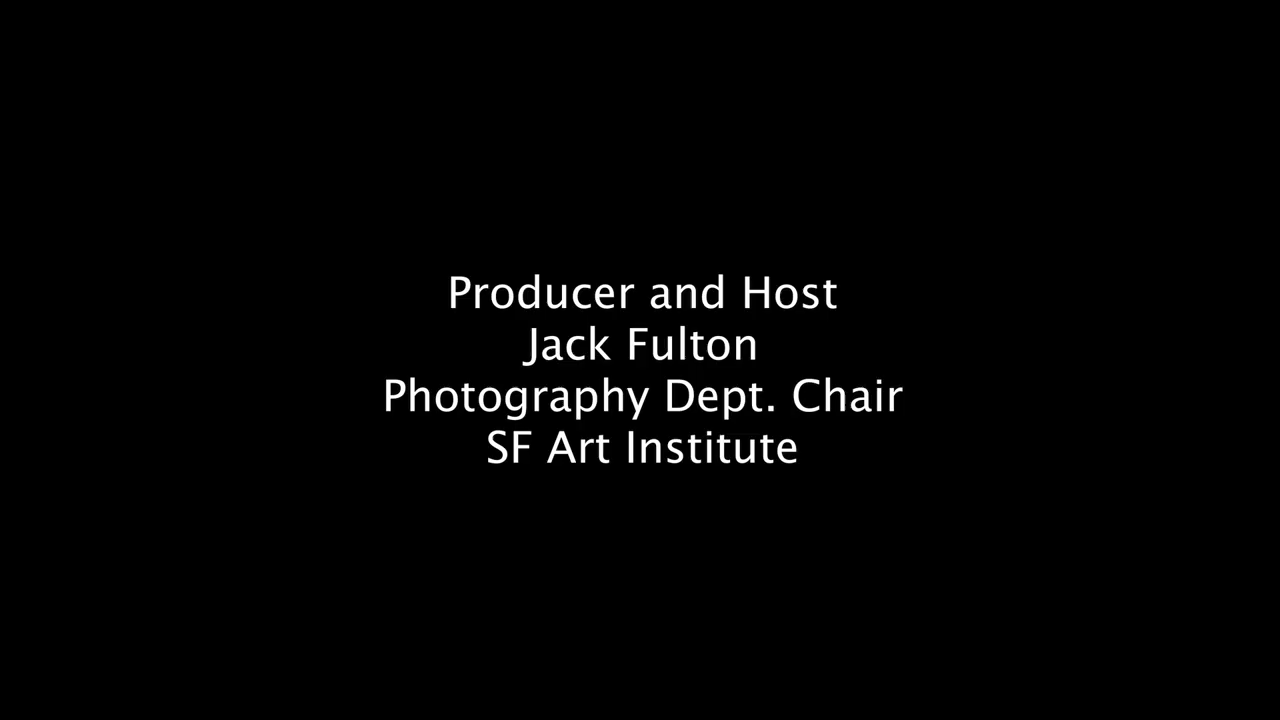 Producer and Host
Jack Fulton
Photography Dept. Chair
SF Art Institute